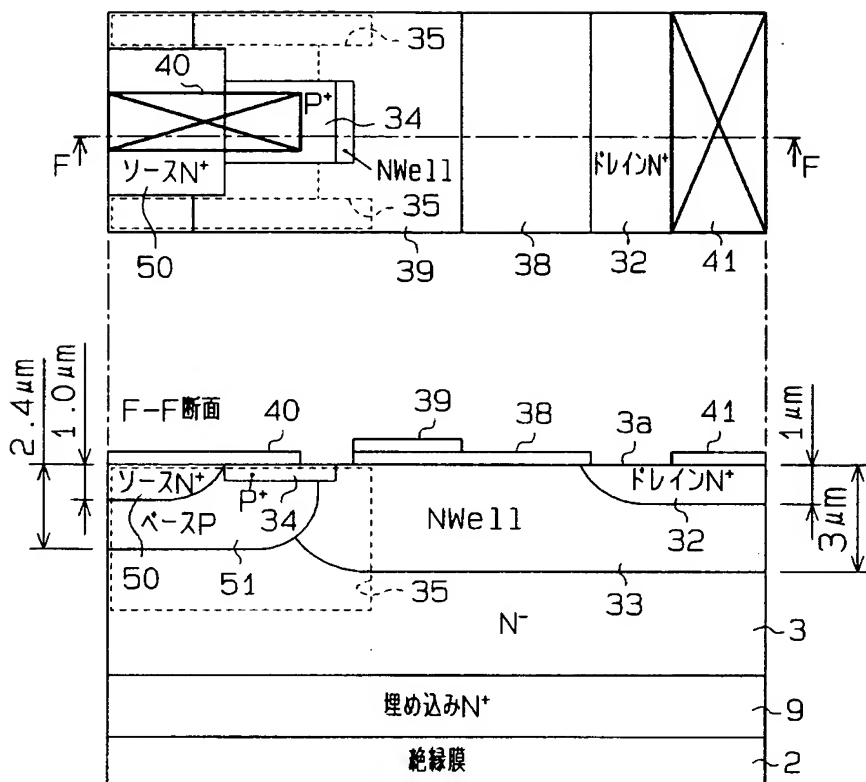 35
40
P⁺
34
F
F
NWell
ソースN⁺
ドレインN⁺
35
50
39
38
32
41
2.4μm
1.0μm
F−F断面
40
39
38
3a
41
1μm
ソースN⁺
P⁺
34
ドレインN⁺
ベースP
NWell
32
3μm
50
51
35
33
N⁻
3
埋め込みN⁺
9
絶縁膜
2